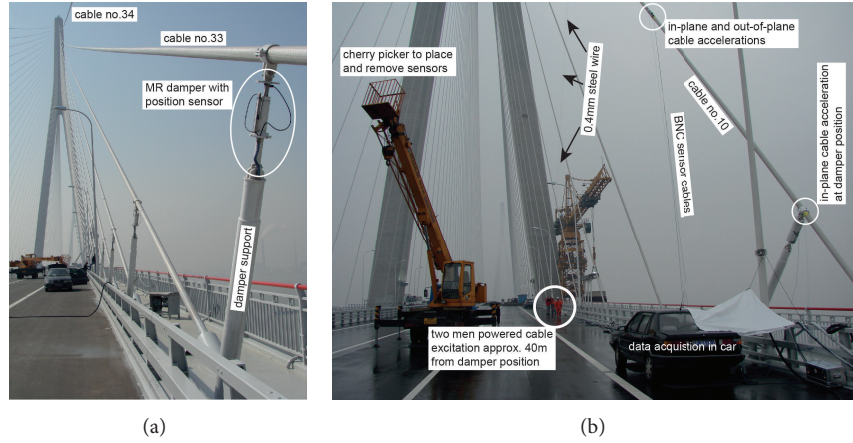 cable no.34
cable no.33
MR damper with
position sensor
damper support
(a)
cherry picker to place
and remove sensors
0.4mm steel wire
in-plane and out-of-plane
cable accelerations
cable no.10
BNC sensor
cables
in-plane cable acceleration
at damper position
two men powered cable
excitation approx. 40m
from damper position
data acquistion in car
(b)